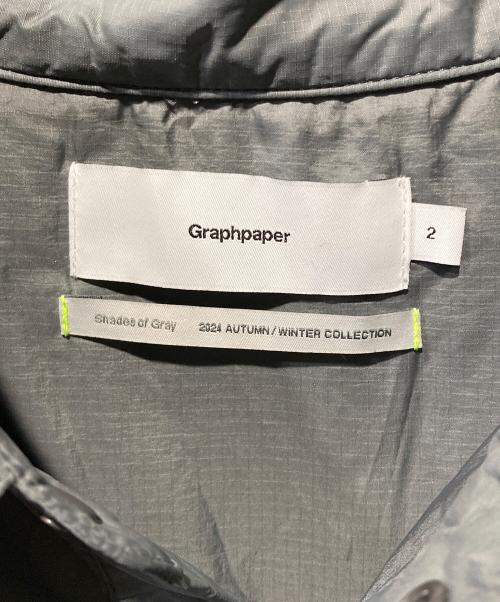 Graphpaper
2
Shades of Gray 2024 AUTUMN / WINTER COLLECTION